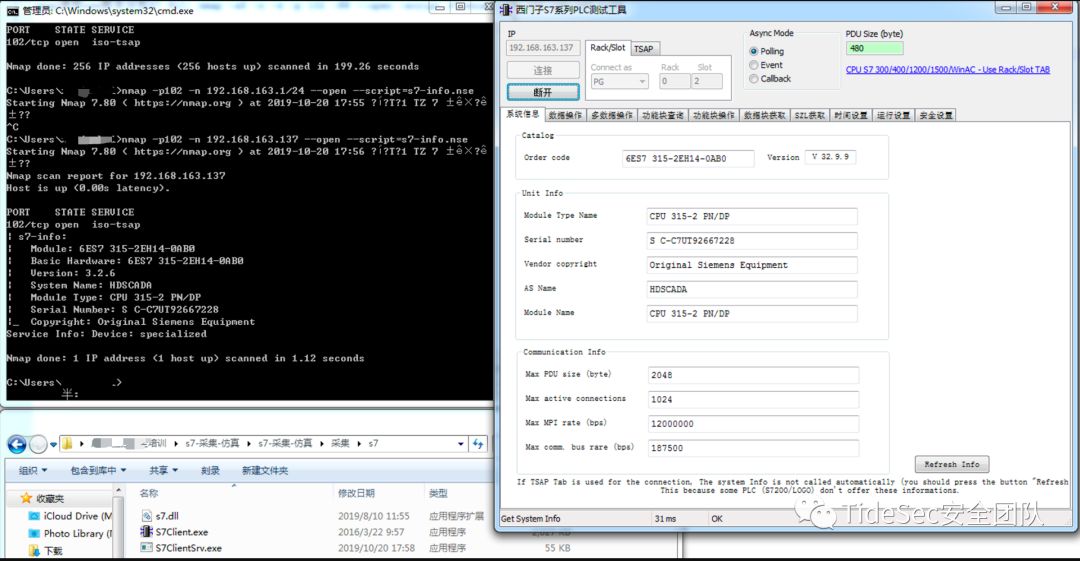 管理员: C:\Windows\system32\cmd.exe
PORT STATE SERVICE
102/tcp open iso-tsap
Nmap done: 256 IP addresses (256 hosts up) scanned in 199.26 seconds
C:\Users\ >nmap -p102 -n 192.168.163.1/24 --open --script=s7-info.nse
Starting Nmap 7.80 ( https://nmap.org ) at 2019-10-20 17:55
^C
C:\Users\ >nmap -p102 -n 192.168.163.137 --open --script=s7-info.nse
Starting Nmap 7.80 ( https://nmap.org ) at 2019-10-20 17:56
Nmap scan report for 192.168.163.137
Host is up (0.00s latency).
PORT STATE SERVICE
102/tcp open iso-tsap
| s7-info:
| Module: 6ES7 315-2EH14-0AB0
| Basic Hardware: 6ES7 315-2EH14-0AB0
| Version: 3.2.6
| System Name: HDSCADA
| Module Type: CPU 315-2 PN/DP
| Serial Number: S C-C7UT92667228
|_ Copyright: Original Siemens Equipment
Service Info: Device: specialized
Nmap done: 1 IP address (1 host up) scanned in 1.12 seconds
C:\Users\ >
半:
培训 s7-采集-仿真 s7-采集-仿真 采集 s7
组织 包含到库中 共享 刻录 新建文件夹
收藏夹
iCloud Drive (M
Photo Library (I
下载
名称 修改日期 类型
s7.dll 2019/8/10 11:55 应用程序扩展
S7Client.exe 2016/3/22 9:57 应用程序
S7ClientSrv.exe 2019/10/20 17:58 应用程序 55 KB
西门子S7系列PLC测试工具
IP
192.168.163.137
连接
断开
Rack/Slot TSAP
Connect as Rack Slot
PG 0 2
Async Mode
Polling
Event
Callback
PDU Size (byte)
480
CPU S7 300/400/1200/1500/WinAC - Use Rack/Slot TAB
系统信息 数据操作 多数据操作 功能块查询 功能块操作 数据块获取 SZL获取 时间设置 运行设置 安全设置
Catalog
Order code 6ES7 315-2EH14-0AB0 Version V 32.9.9
Unit Info
Module Type Name CPU 315-2 PN/DP
Serial number S C-C7UT92667228
Vendor copyright Original Siemens Equipment
AS Name HDSCADA
Module Name CPU 315-2 PN/DP
Communication Info
Max PDU size (byte) 2048
Max active connections 1024
Max MPI rate (bps) 12000000
Max comm. bus rare (bps) 187500
Refresh Info
If TSAP Tab is used for the connection. The system Info is not called automatically (you should press the button "Refresh
This because some PLC (S7200/LOGO) don't offer these informations.
Get System Info 31 ms OK
TideSec安全团队